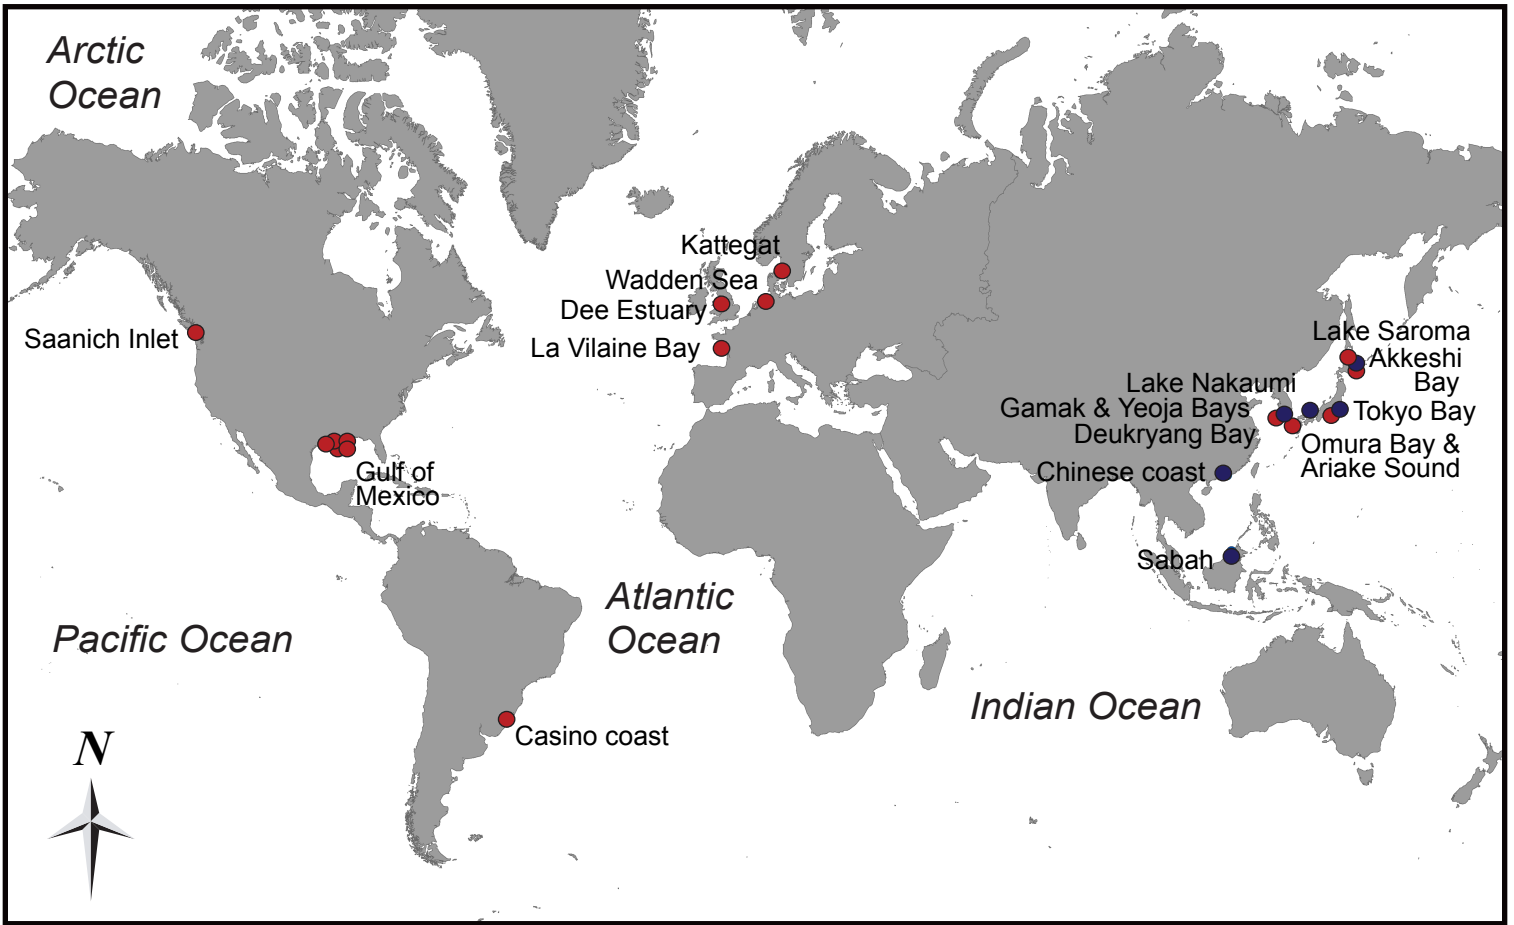 Arctic
Ocean
Kattegat
Wadden Sea
Dee Estuary
La Vilaine Bay
Saanich Inlet
Lake Saroma
Akkeshi
Bay
Lake Nakaumi
Gamak & Yeoja Bays
Tokyo Bay
Deukryang Bay
Omura Bay &
Ariake Sound
Chinese coast
Gulf of
Mexico
Sabah
Atlantic
Ocean
Pacific Ocean
Indian Ocean
Casino coast
N